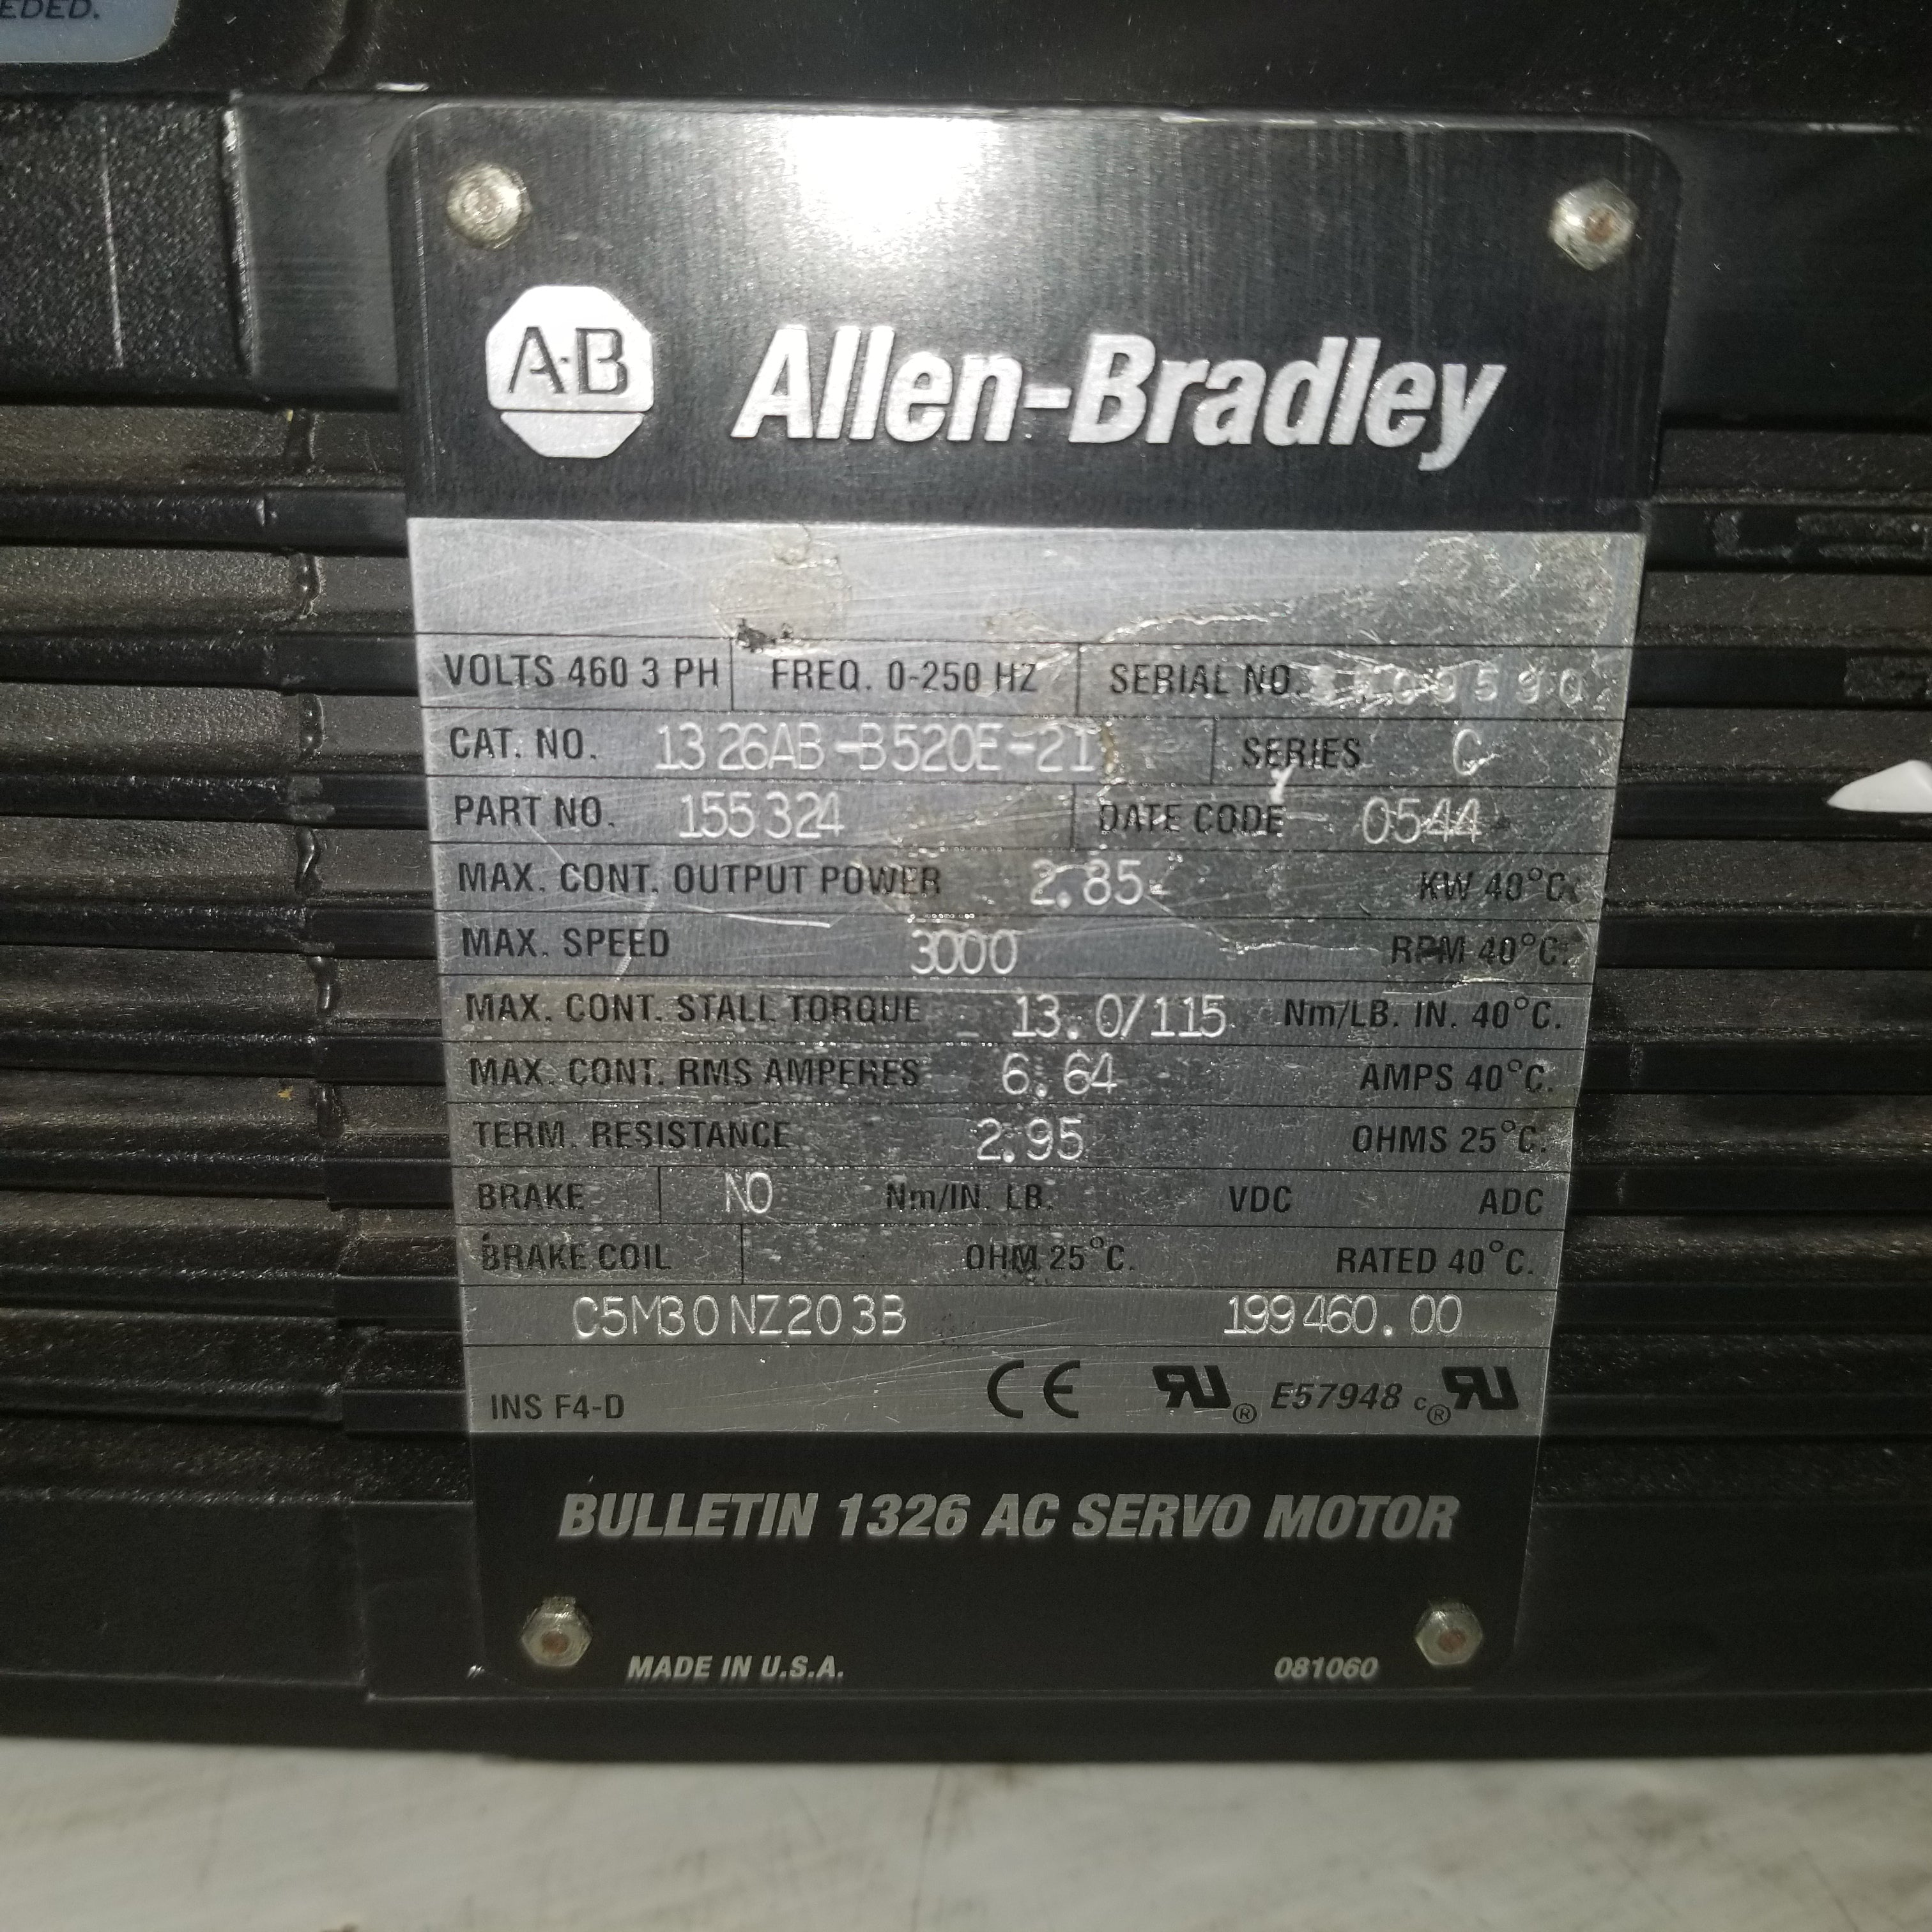 EDED.
A·B Allen-Bradley
VOLTS 460 3 PH FREQ. 0-250 HZ SERIAL NO.
CAT. NO. 1326AB-B520E-21 SERIES C
PART NO. 155324 DATE CODE 0544
MAX. CONT. OUTPUT POWER 2.85 KW 40°C.
MAX. SPEED 3000 RPM 40°C.
MAX. CONT. STALL TORQUE 13.0/115 Nm/LB. IN. 40°C.
MAX. CONT. RMS AMPERES 6.64 AMPS 40°C.
TERM. RESISTANCE 2.95 OHMS 25°C.
BRAKE NO Nm/IN. LB. VDC ADC
BRAKE COIL OHM 25°C. RATED 40°C.
C5M30NZ203B 199460.00
INS F4-D CE RU® E57948 c®RU
BULLETIN 1326 AC SERVO MOTOR
MADE IN U.S.A. 081060